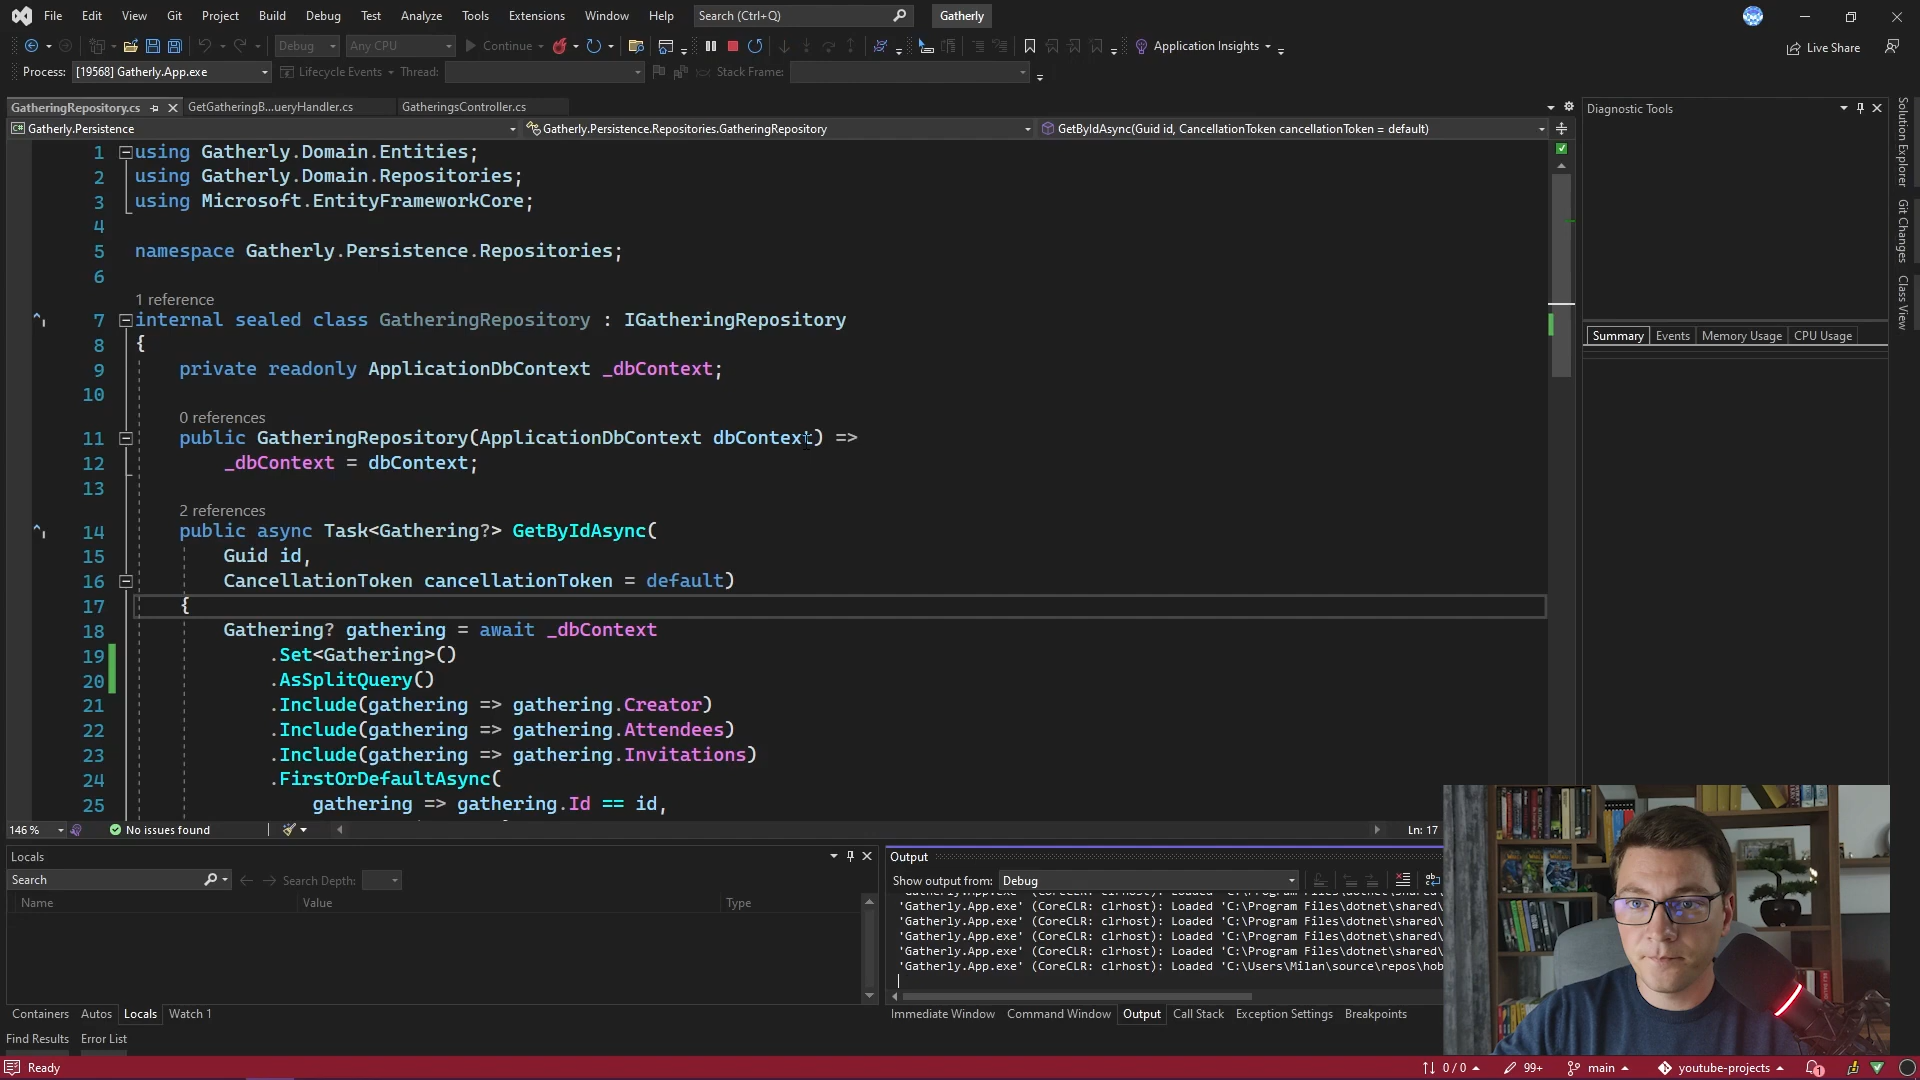 File Edit View Git Project Build Debug Test Analyze Tools Extensions Window Help Search (Ctrl+Q) Gatherly
Debug Any CPU Continue Application Insights Live Share
Process: [19568] Gatherly.App.exe Lifecycle Events Thread: Stack Frame:
GatheringRepository.cs GetGatheringB...ueryHandler.cs GatheringsController.cs
Gatherly.Persistence Gatherly.Persistence.Repositories.GatheringRepository GetByIdAsync(Guid id, CancellationToken cancellationToken = default)
1 using Gatherly.Domain.Entities;
2 using Gatherly.Domain.Repositories;
3 using Microsoft.EntityFrameworkCore;
4
5 namespace Gatherly.Persistence.Repositories;
6
1 reference
7 internal sealed class GatheringRepository : IGatheringRepository
8 {
9 private readonly ApplicationDbContext _dbContext;
10
0 references
11 public GatheringRepository(ApplicationDbContext dbContext) =>
12 _dbContext = dbContext;
13
2 references
14 public async Task<Gathering?> GetByIdAsync(
15 Guid id,
16 CancellationToken cancellationToken = default)
17 {
18 Gathering? gathering = await _dbContext
19 .Set<Gathering>()
20 .AsSplitQuery()
21 .Include(gathering => gathering.Creator)
22 .Include(gathering => gathering.Attendees)
23 .Include(gathering => gathering.Invitations)
24 .FirstOrDefaultAsync(
25 gathering => gathering.Id == id,
146 % No issues found Ln: 17
Diagnostic Tools
Summary Events Memory Usage CPU Usage
Solution Explorer
Git Changes
Class View
Locals
Search Search Depth:
Name Value Type
Containers Autos Locals Watch 1
Output
Show output from: Debug
'Gatherly.App.exe' (CoreCLR: clrhost): Loaded 'C:\Program Files\dotnet\shared\
'Gatherly.App.exe' (CoreCLR: clrhost): Loaded 'C:\Program Files\dotnet\shared\
'Gatherly.App.exe' (CoreCLR: clrhost): Loaded 'C:\Program Files\dotnet\shared\
'Gatherly.App.exe' (CoreCLR: clrhost): Loaded 'C:\Program Files\dotnet\shared\
'Gatherly.App.exe' (CoreCLR: clrhost): Loaded 'C:\Users\Milan\source\repos\hob
Immediate Window Command Window Output Call Stack Exception Settings Breakpoints
Find Results Error List
Ready 0 / 0 99+ main youtube-projects 1